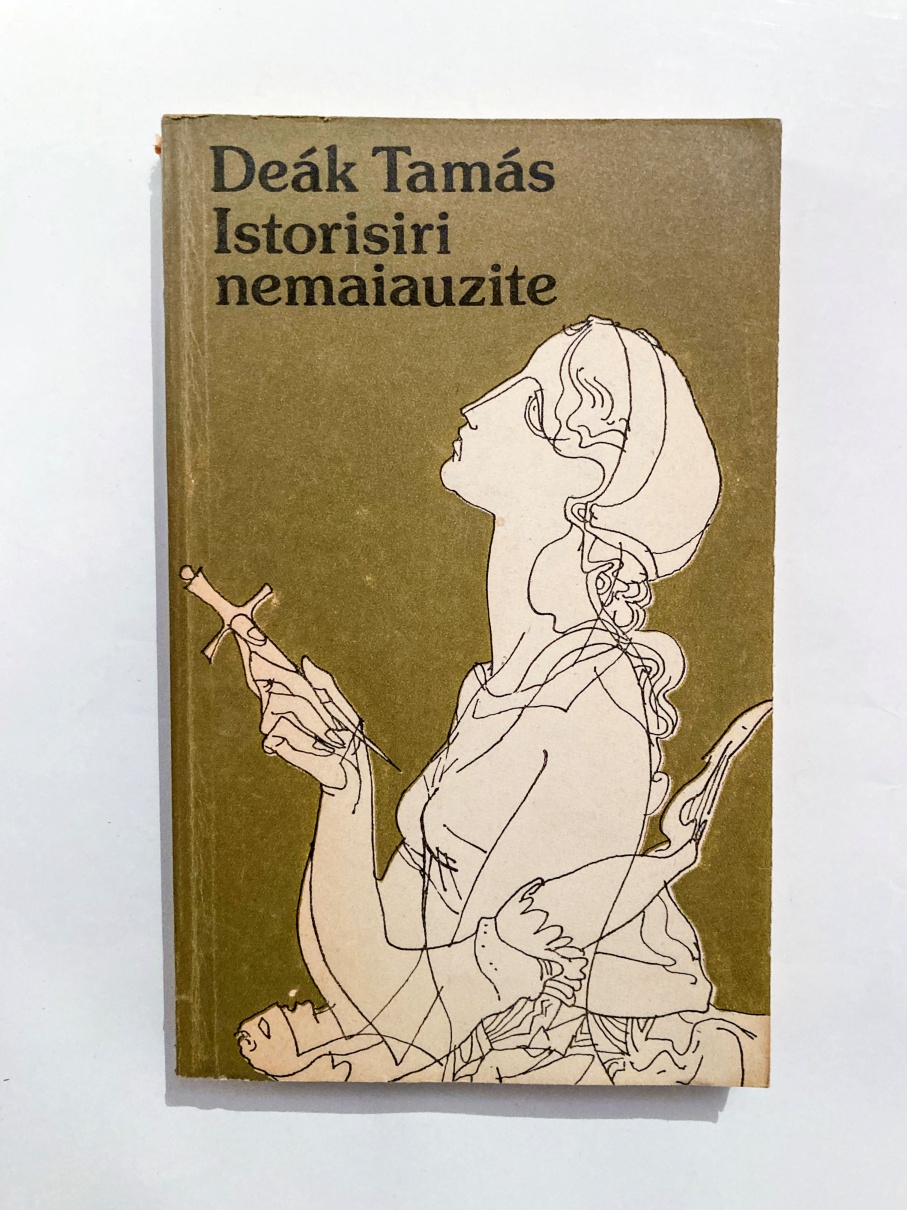 Deák Tamás
Istorisiri
nemaiauzite